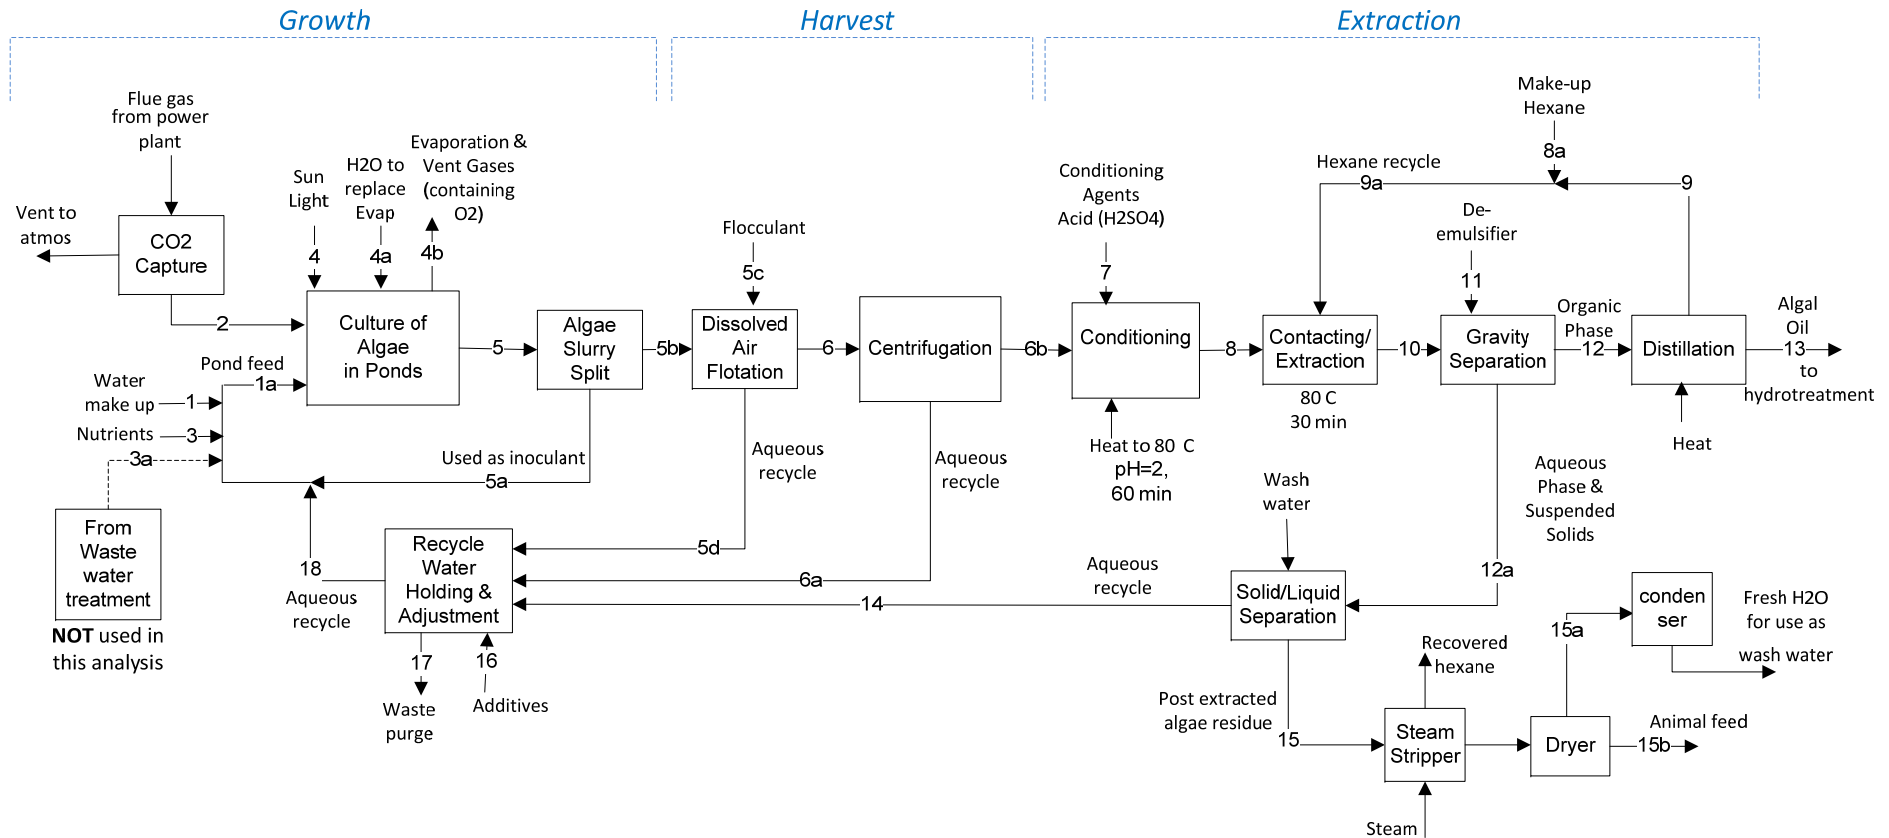 Growth
Harvest
Extraction
Flue gas
from power
plant
Vent to
atmos
CO2
Capture
2
Sun
Light
4
H2O to
replace
Evap
4a
Evaporation &
Vent Gases
(containing
O2)
4b
Pond feed
1a
Water
make up
1
Nutrients
3
3a
From
Waste
water
treatment
NOT used in
this analysis
Culture of
Algae
in Ponds
5
Algae
Slurry
Split
5b
Used as inoculant
5a
Flocculant
5c
Dissolved
Air
Flotation
6
Aqueous
recycle
5d
Centrifugation
6b
Aqueous
recycle
6a
Conditioning
Agents
Acid (H2SO4)
7
Conditioning
8
Heat to 80 C
pH=2,
60 min
Make-up
Hexane
8a
Hexane recycle
9a
9
Contacting/
Extraction
80 C
30 min
10
De-
emulsifier
11
Gravity
Separation
Organic
Phase
12
Distillation
Heat
Algal
Oil
13
to
hydrotreatment
Aqueous
Phase &
Suspended
Solids
12a
Wash
water
Solid/Liquid
Separation
Aqueous
recycle
14
Recycle
Water
Holding &
Adjustment
18
Aqueous
recycle
17
Waste
purge
16
Additives
Post extracted
algae residue
15
Recovered
hexane
Steam
Stripper
Steam
Dryer
15a
conden
ser
Fresh H2O
for use as
wash water
15b
Animal feed